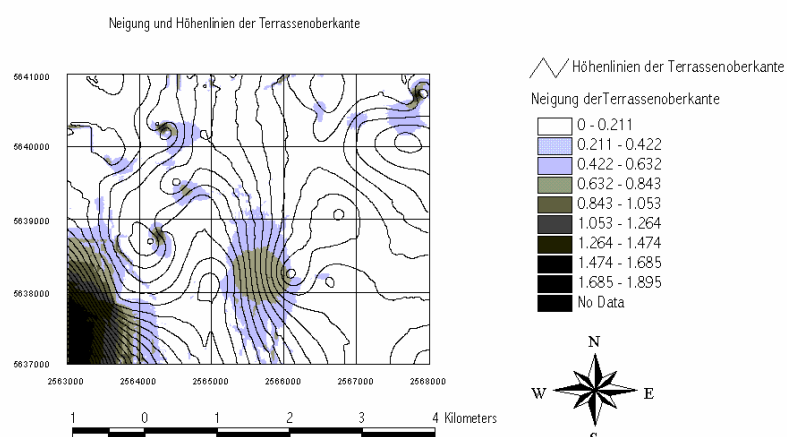 Neigung und Höhenlinien der Terrassenoberkante
5641000
5640000
5639000
5638000
5637000
2563000 2564000 2565000 2566000 2567000 2568000
1 0 1 2 3 4 Kilometers
Höhenlinien der Terrassenoberkante
Neigung derTerrassenoberkante
0 - 0.211
0.211 - 0.422
0.422 - 0.632
0.632 - 0.843
0.843 - 1.053
1.053 - 1.264
1.264 - 1.474
1.474 - 1.685
1.685 - 1.895
No Data
N
W E
S